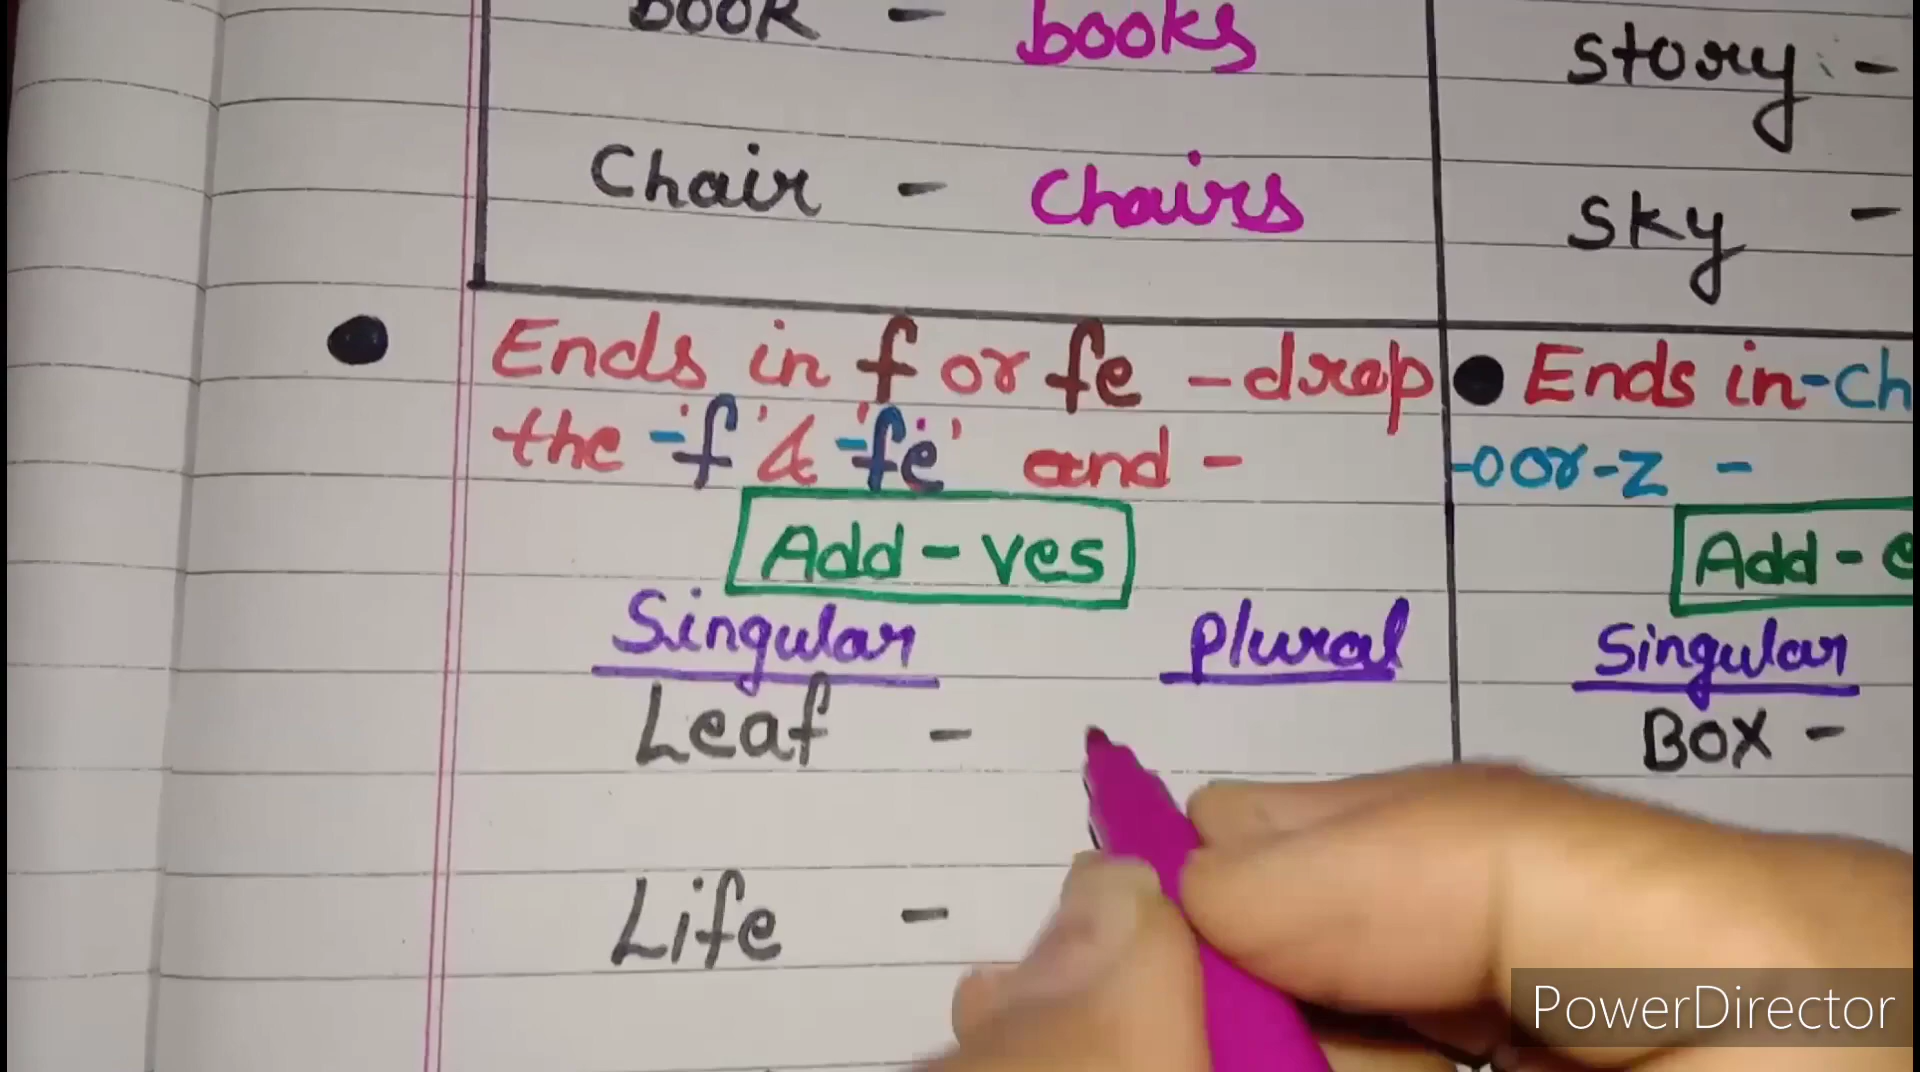 Book - books
Story -
Chair - Chairs
Sky -
Ends in f or fe - drop
the '-f' & '-fe' and -
Add - ves
Singular Plural
Leaf -
Life -
Ends in - ch
-o or -z -
Add - e
Singular
Box -
PowerDirector